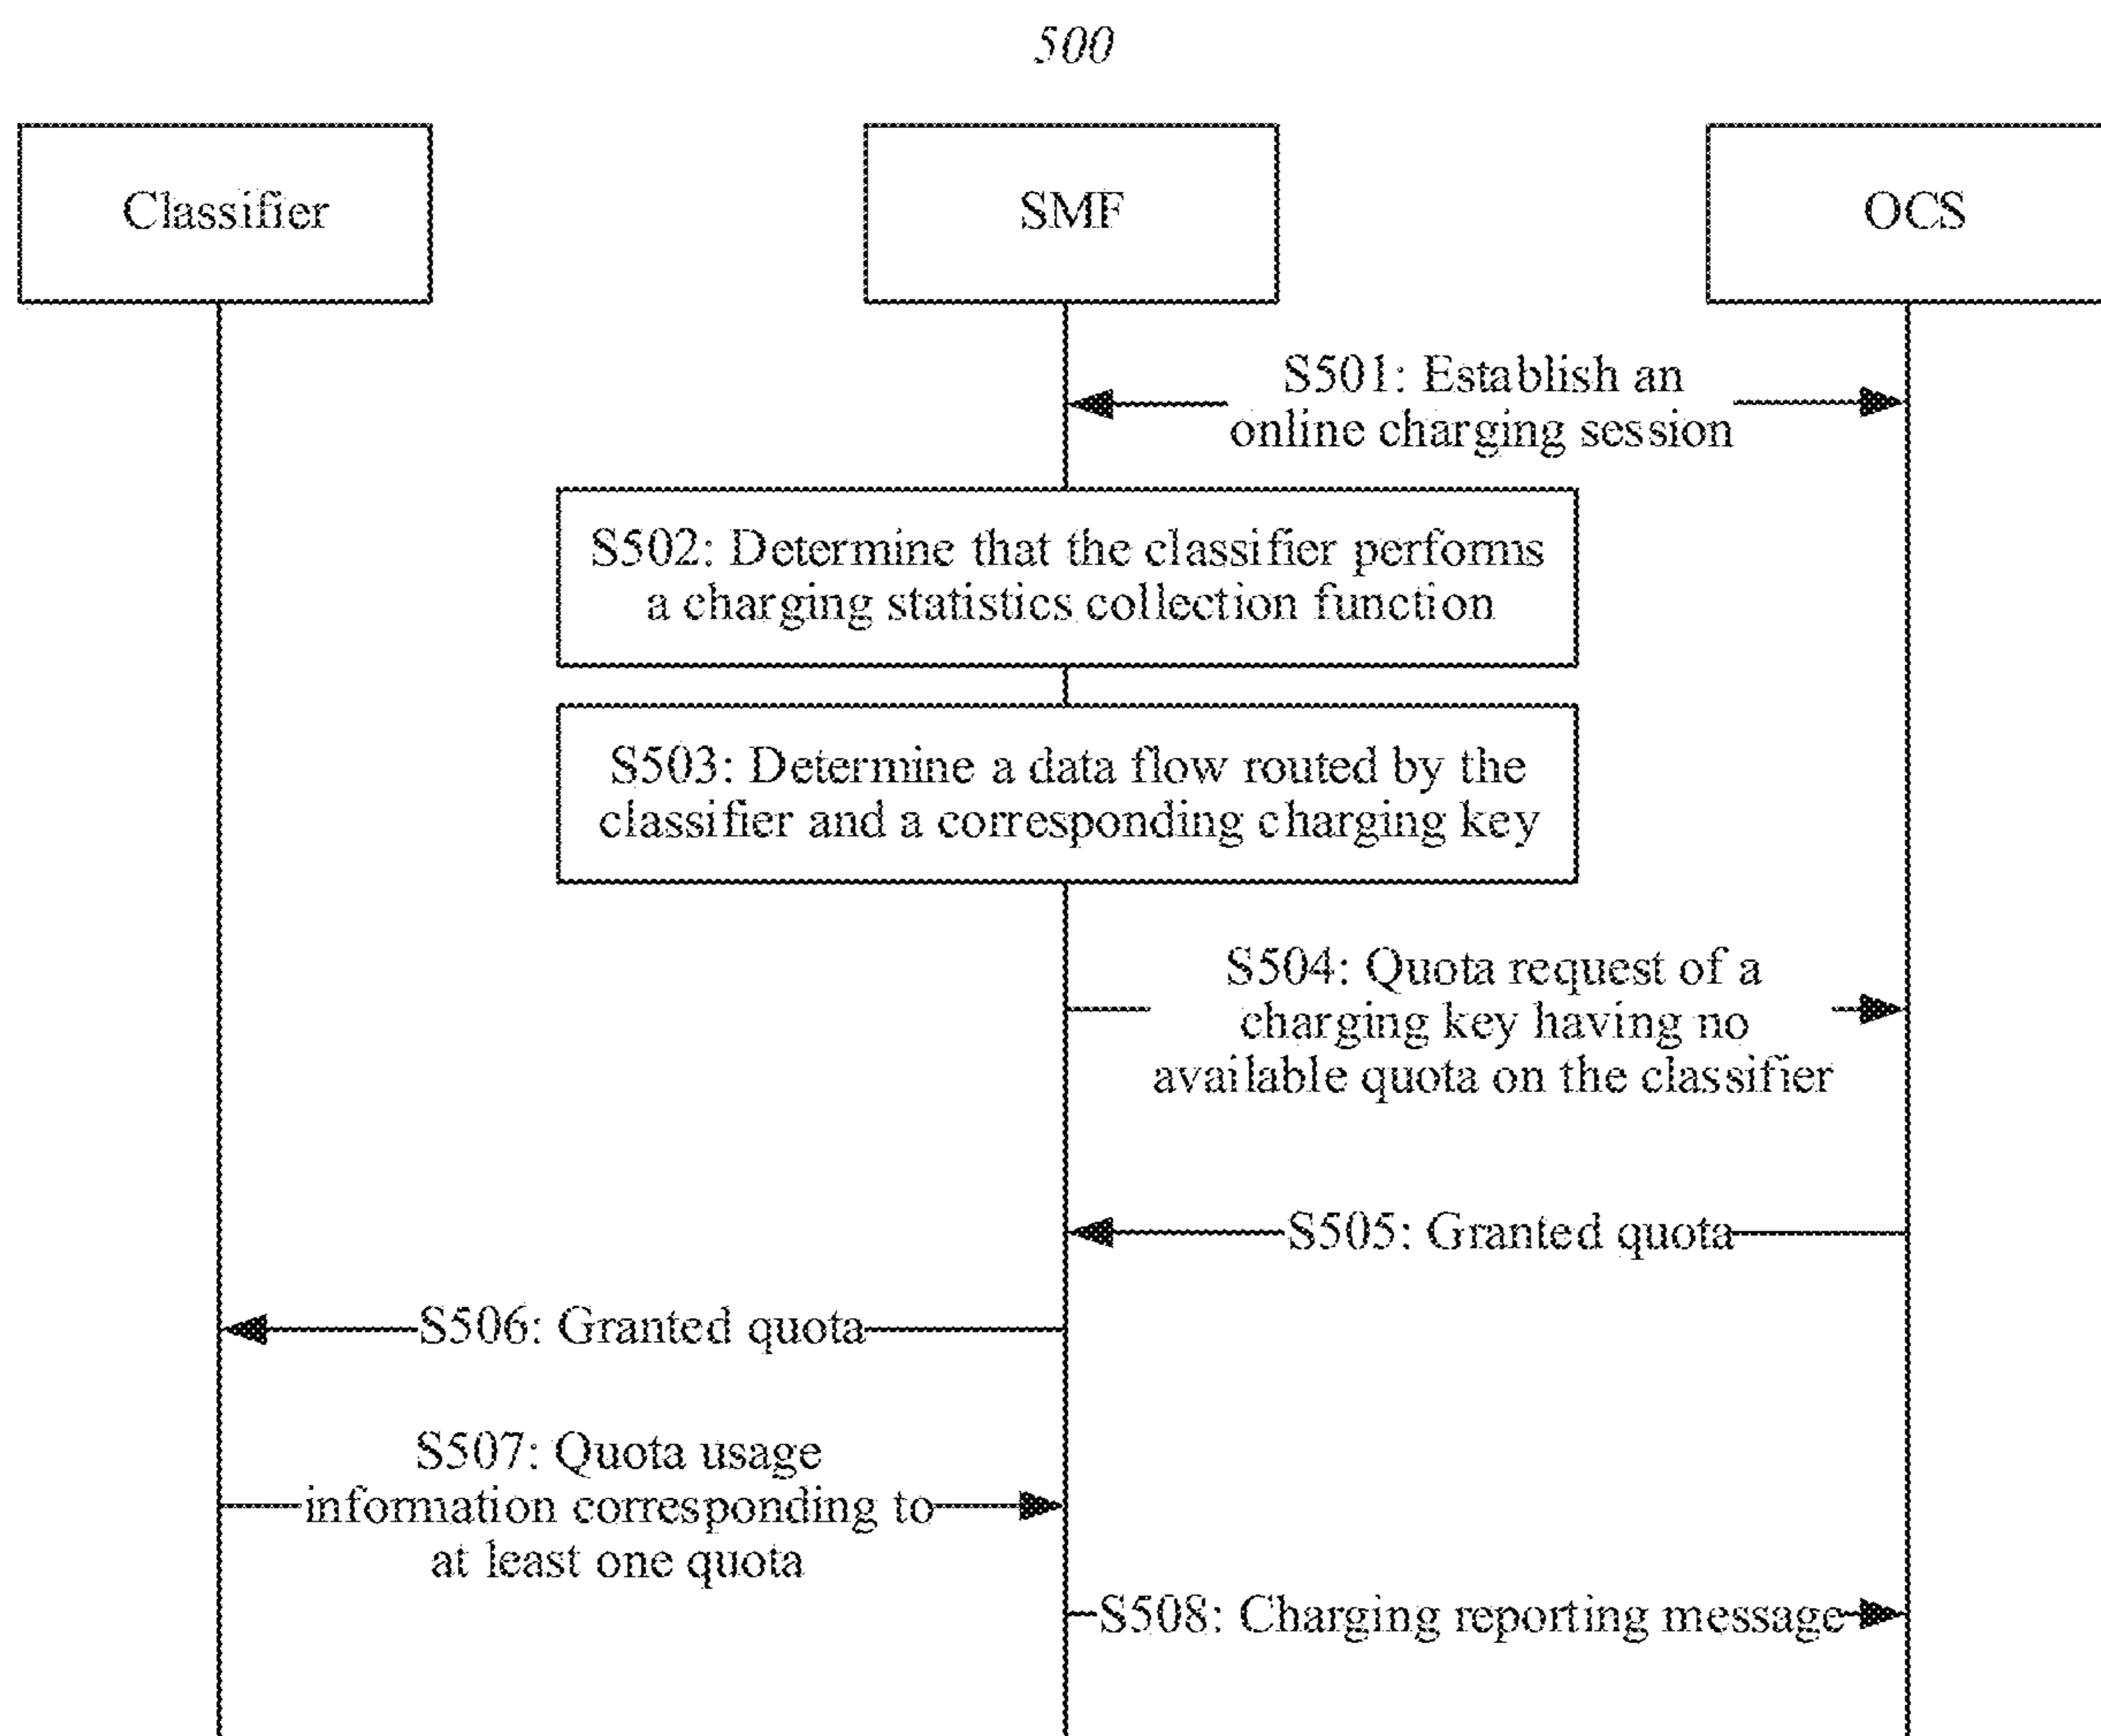 500
Classifier
SMF
OCS
S501: Establish an
online charging session
S502: Determine that the classifier performs
a charging statistics collection function
S503: Determine a data flow routed by the
classifier and a corresponding charging key
S504: Quota request of a
charging key having no
available quota on the classifier
S505: Granted quota
S506: Granted quota
S507: Quota usage
information corresponding to
at least one quota
S508: Charging reporting message